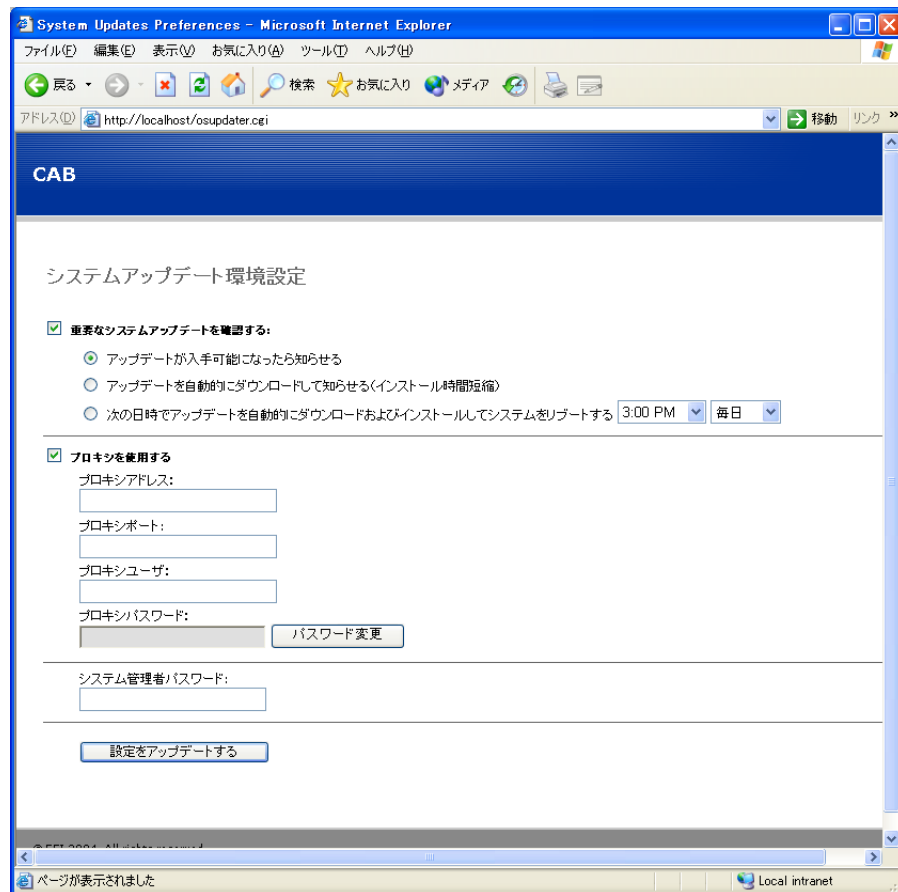 System Updates Preferences - Microsoft Internet Explorer
ファイル(F) 編集(E) 表示(V) お気に入り(A) ツール(T) ヘルプ(H)
戻る 検索 お気に入り メディア
アドレス(D) http://localhost/osupdater.cgi 移動 リンク »
CAB
システムアップデート環境設定
重要なシステムアップデートを確認する:
アップデートが入手可能になったら知らせる
アップデートを自動的にダウンロードして知らせる(インストール時間短縮)
次の日時でアップデートを自動的にダウンロードおよびインストールしてシステムをリブートする 3:00 PM 毎日
プロキシを使用する
プロキシアドレス:
プロキシポート:
プロキシユーザ:
プロキシパスワード:
パスワード変更
システム管理者パスワード:
設定をアップデートする
© EFI 2004. All rights reserved
ページが表示されました Local intranet